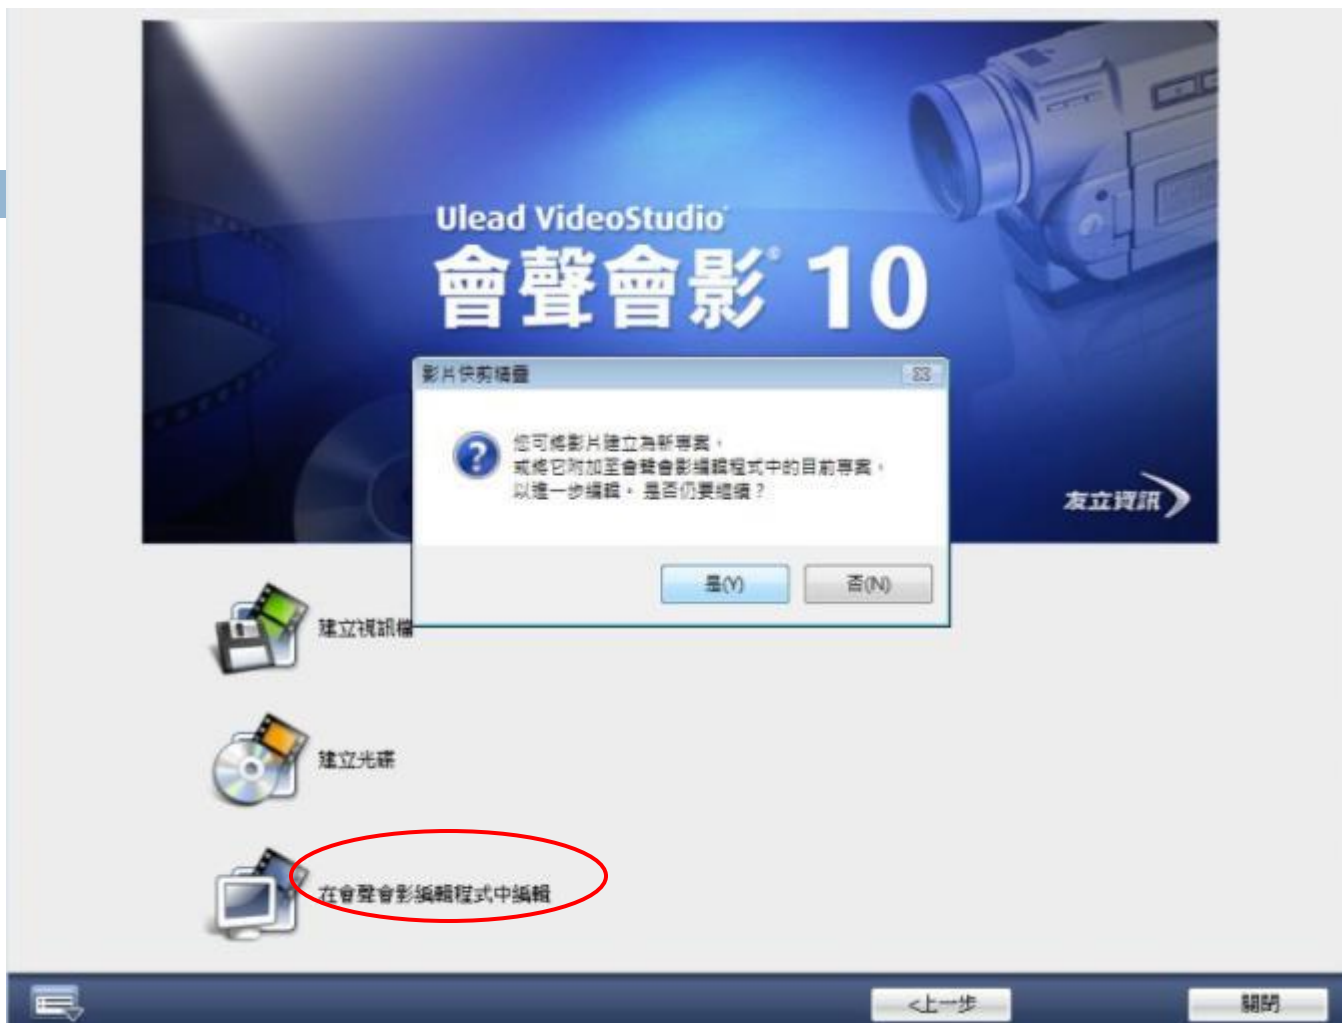 Ulead VideoStudio
會聲會影® 10
影片快剪精靈
您可將影片建立為新專案，
或將它附加至會聲會影編輯程式中的目前專案，
以進一步編輯。 是否仍要繼續？
友立資訊
是(Y)
否(N)
建立視訊檔
建立光碟
在會聲會影編輯程式中編輯
<上一步
關閉